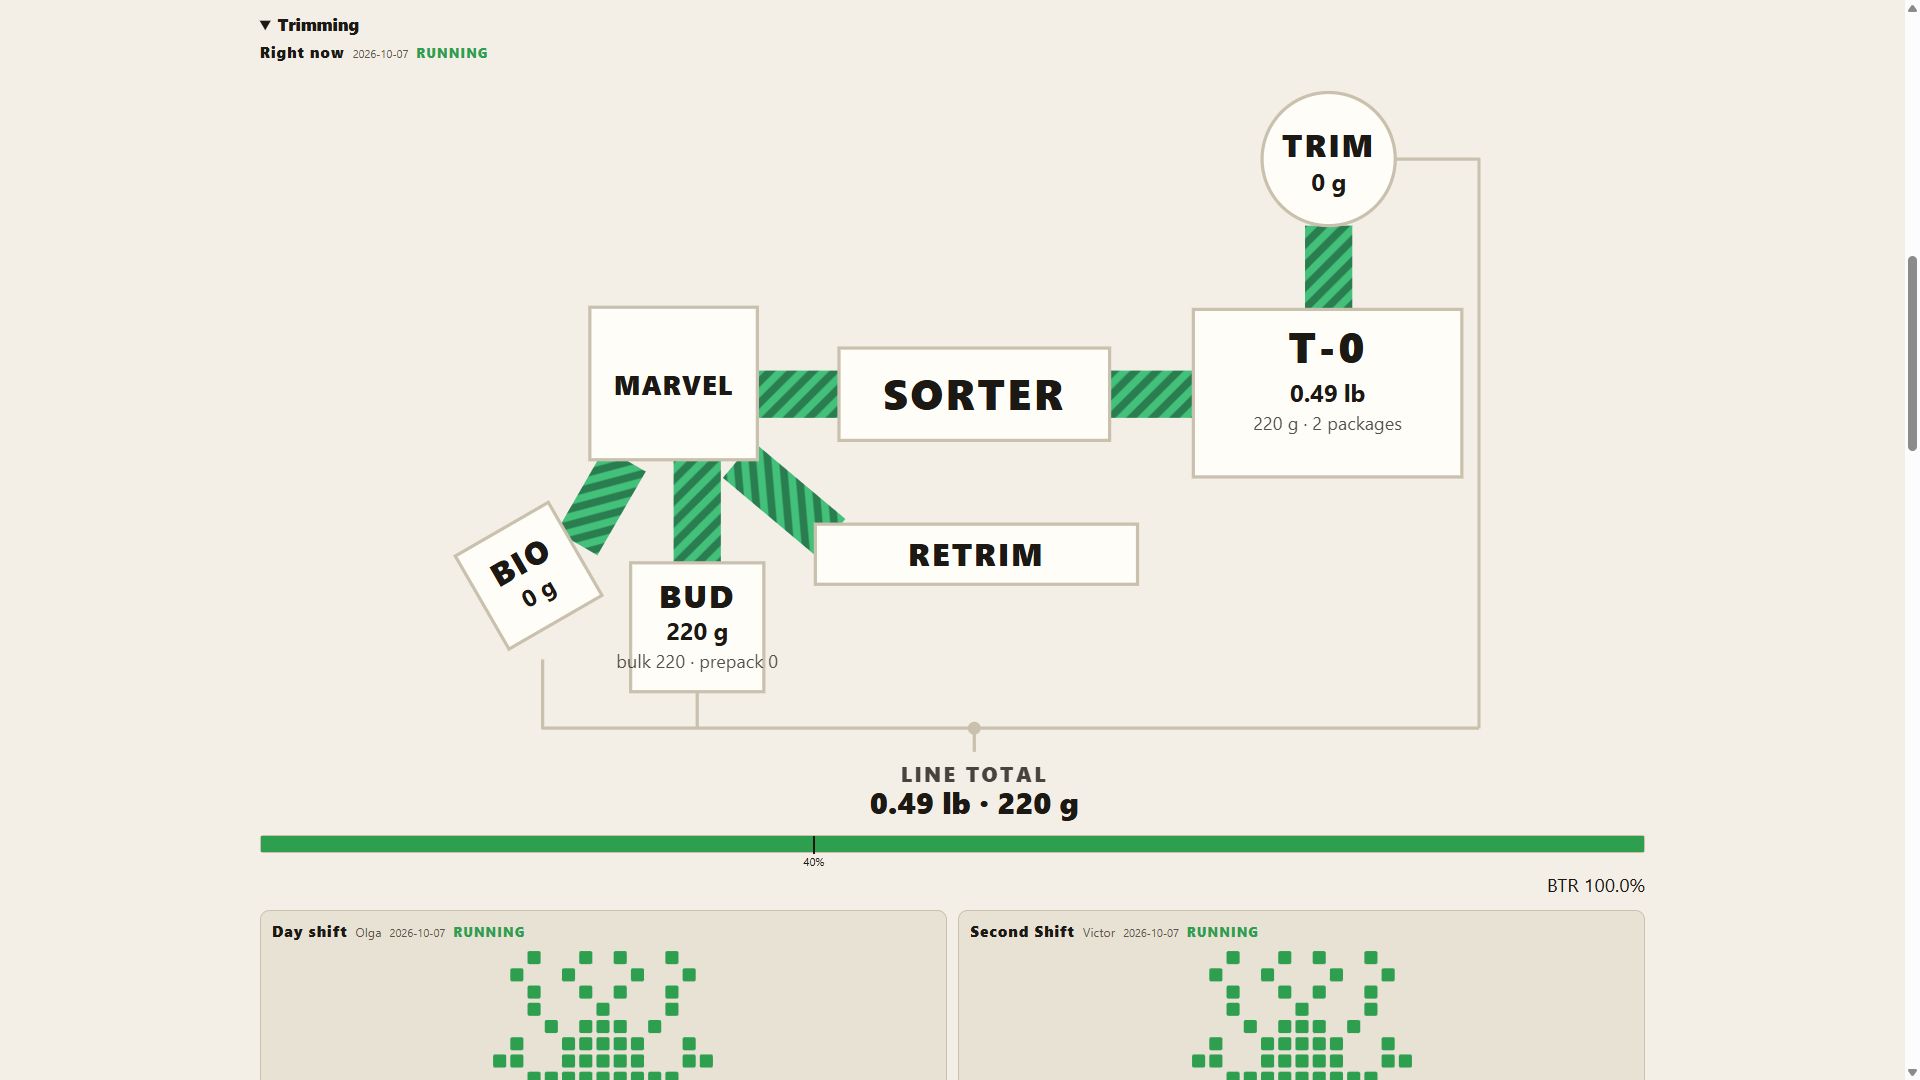 ▼ Trimming
Right now 2026-10-07 RUNNING
TRIM
0 g
T-0
0.49 lb
220 g · 2 packages
MARVEL
SORTER
RETRIM
BIO
0 g
BUD
220 g
bulk 220 · prepack 0
LINE TOTAL
0.49 lb · 220 g
40%
BTR 100.0%
Day shift Olga 2026-10-07 RUNNING
Second Shift Victor 2026-10-07 RUNNING